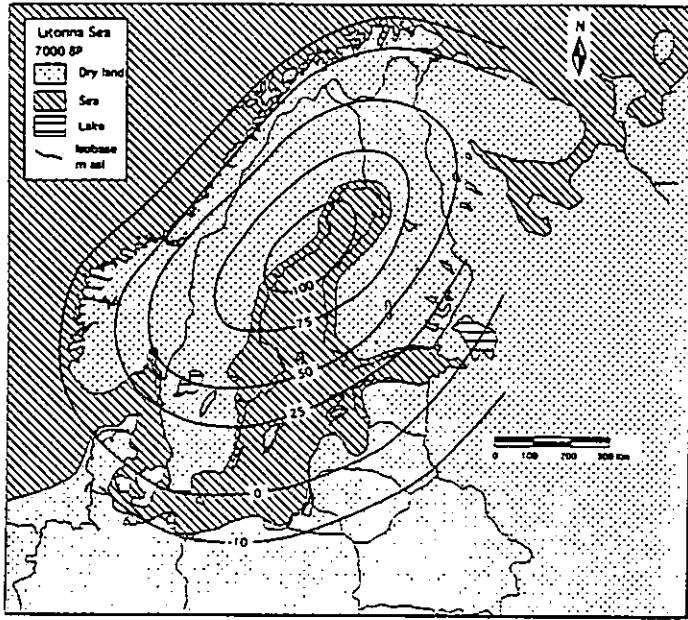 Litorina Sea
7000 BP
Dry land
Sea
Lake
Isobase
m asl
N
100
75
50
25
0
-10
0 100 200 300 Km